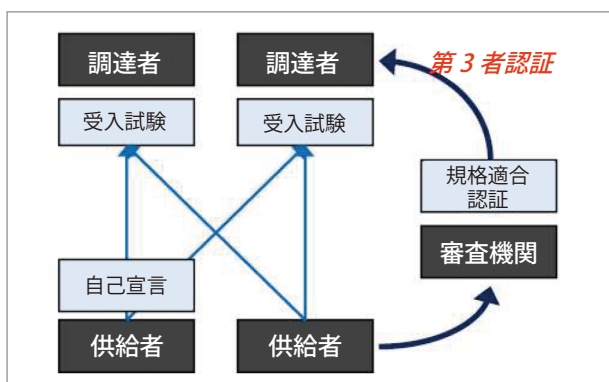 調達者
調達者
第3者認証
受入試験
受入試験
規格適合
認証
審査機関
自己宣言
供給者
供給者